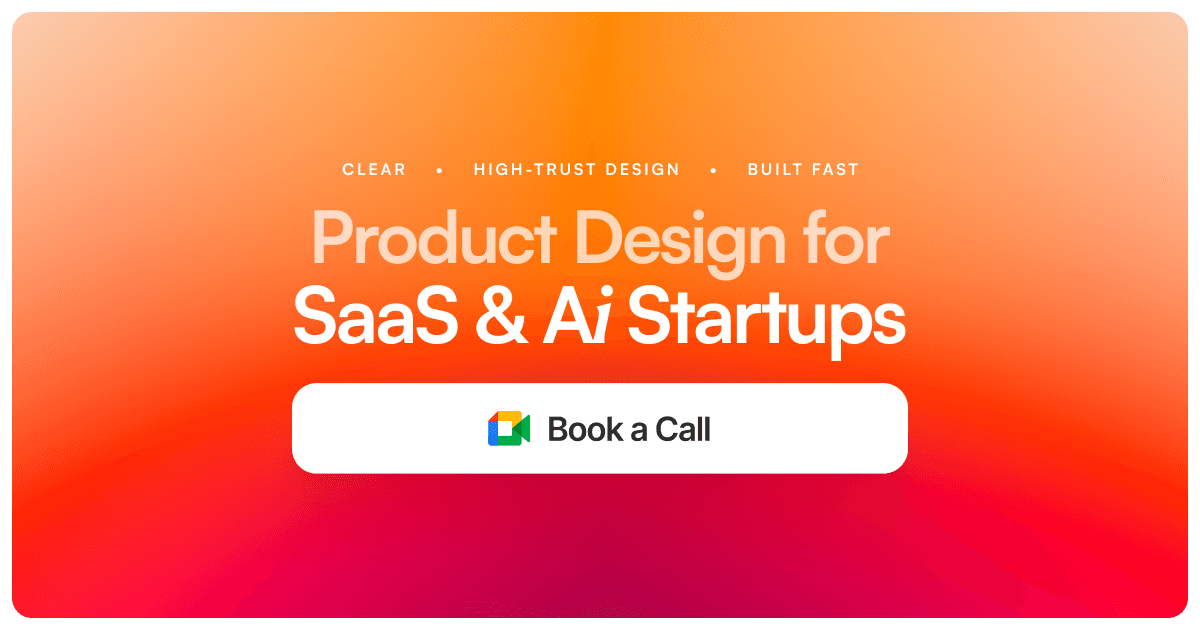 CLEAR • HIGH-TRUST DESIGN • BUILT FAST
Product Design for
SaaS & Ai Startups
Book a Call